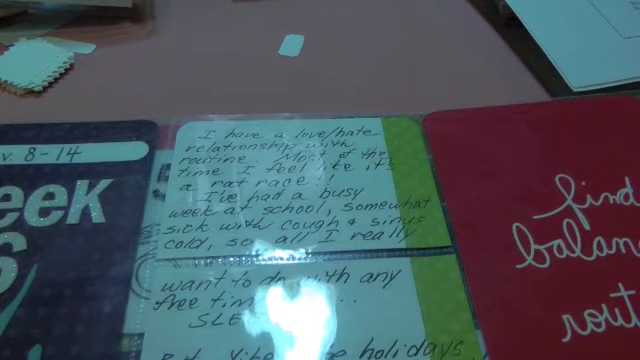 v. 8-14
eeK
I have a love/hate
relationship with
routine. Most of the
time I feel like it's
a rat race!!
I've had a busy
week at school, somewhat
sick with cough & sinus
cold, so all I really
want to do with any
free
holidays
find
balan
rout